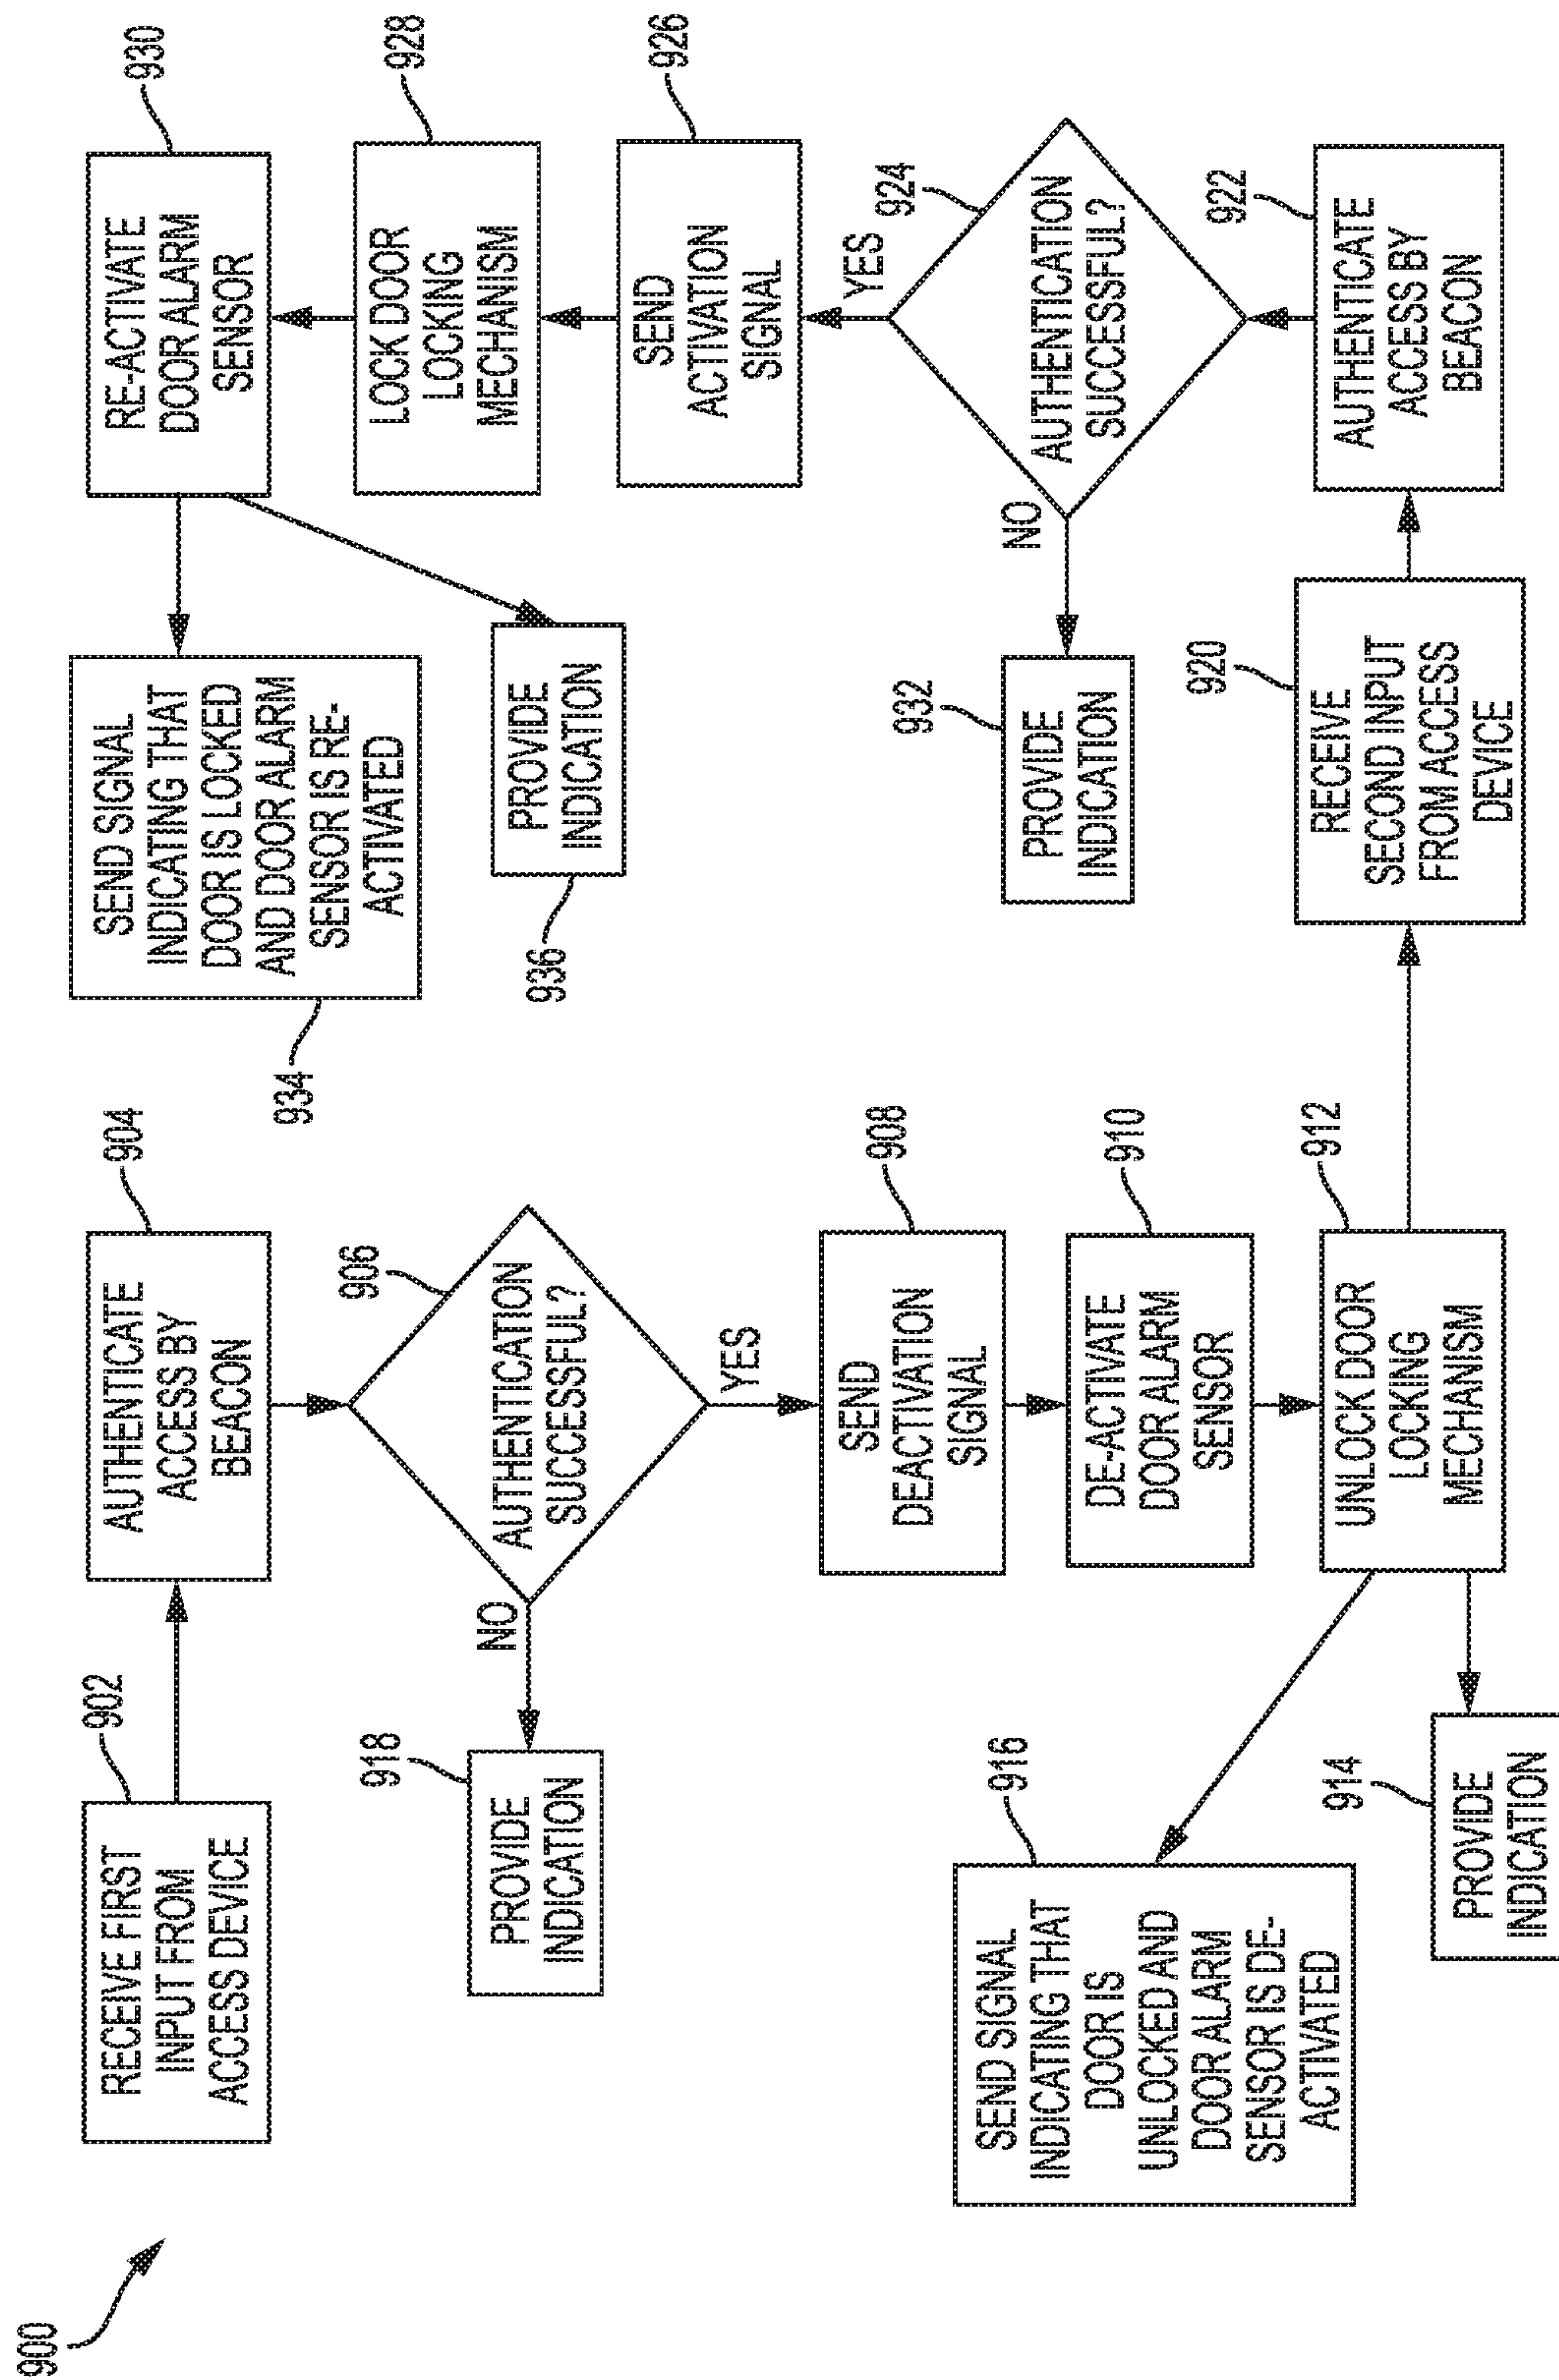 900
902
RECEIVE FIRST
INPUT FROM
ACCESS DEVICE
904
AUTHENTICATE
ACCESS BY
BEACON
906
AUTHENTICATION
SUCCESSFUL?
NO
918
PROVIDE
INDICATION
YES
908
SEND
DEACTIVATION
SIGNAL
910
DE-ACTIVATE
DOOR ALARM
SENSOR
912
UNLOCK DOOR
LOCKING
MECHANISM
916
SEND SIGNAL
INDICATING THAT
DOOR IS
UNLOCKED AND
DOOR ALARM
SENSOR IS DE-
ACTIVATED
914
PROVIDE
INDICATION
920
RECEIVE
SECOND INPUT
FROM ACCESS
DEVICE
922
AUTHENTICATE
ACCESS BY
BEACON
924
AUTHENTICATION
SUCCESSFUL?
NO
932
PROVIDE
INDICATION
YES
926
SEND
ACTIVATION
SIGNAL
928
LOCK DOOR
LOCKING
MECHANISM
930
RE-ACTIVATE
DOOR ALARM
SENSOR
934
SEND SIGNAL
INDICATING THAT
DOOR IS LOCKED
AND DOOR ALARM
SENSOR IS RE-
ACTIVATED
936
PROVIDE
INDICATION